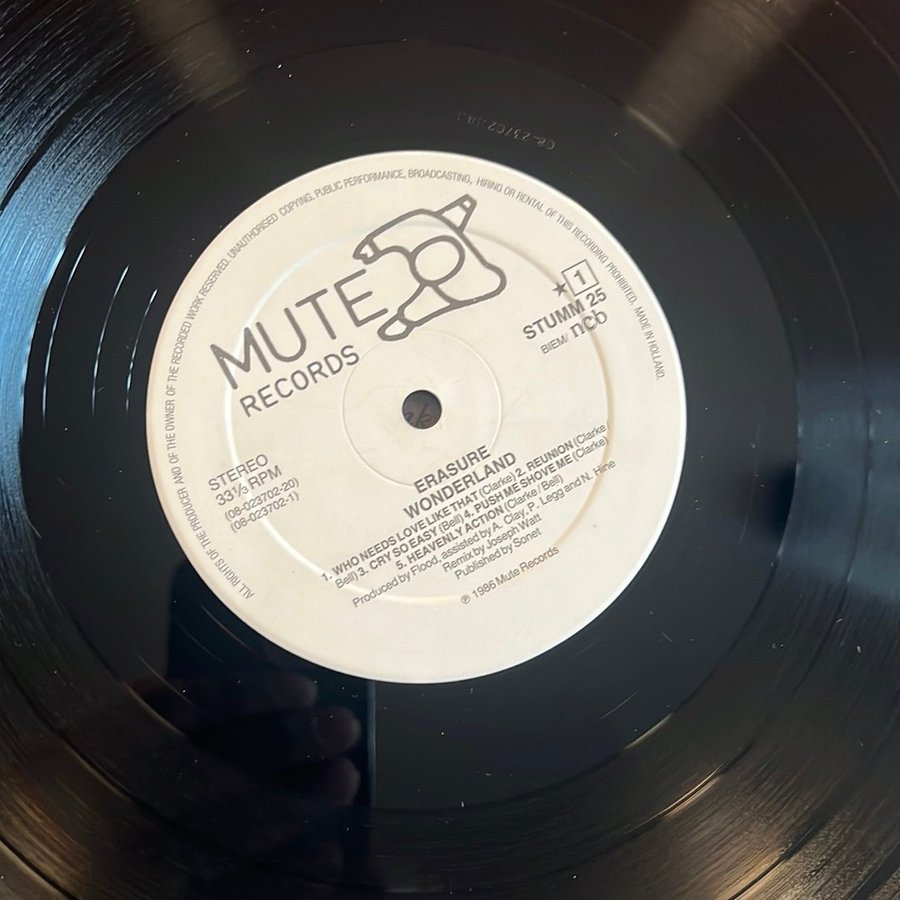 ALL RIGHTS OF THE PRODUCER AND OF THE OWNER OF THE RECORDED WORK RESERVED. UNAUTHORISED COPYING, PUBLIC PERFORMANCE, BROADCASTING, HIRING OR RENTAL OF THIS RECORDING PROHIBITED. MADE IN HOLLAND.
MUTE
RECORDS
★ 1
STUMM 25
BIEM/ ncb
STEREO
33⅓ RPM
(08-023702-20)
(08-023702-1)
ERASURE
WONDERLAND
1. WHO NEEDS LOVE LIKE THAT (Clarke) 2. REUNION (Clarke
Bell) 3. CRY SO EASY (Bell) 4. PUSH ME SHOVE ME (Clarke)
5. HEAVENLY ACTION (Clarke / Bell)
Produced by Flood, assisted by A. Clay, P. Legg and N. Hine
Remix by Joseph Watt
Published by Sonet
℗ 1986 Mute Records